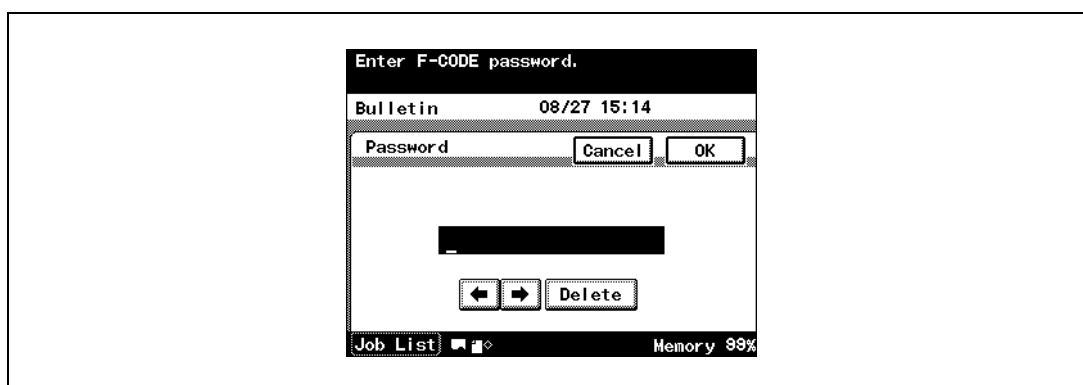 Enter F-CODE password.
Bulletin 08/27 15:14
Password Cancel OK
Delete
Job List Memory 99%